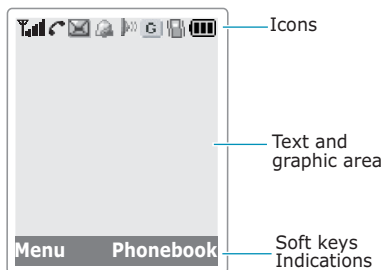 Icons
G
Text and
graphic area
Menu Phonebook
Soft keys
Indications